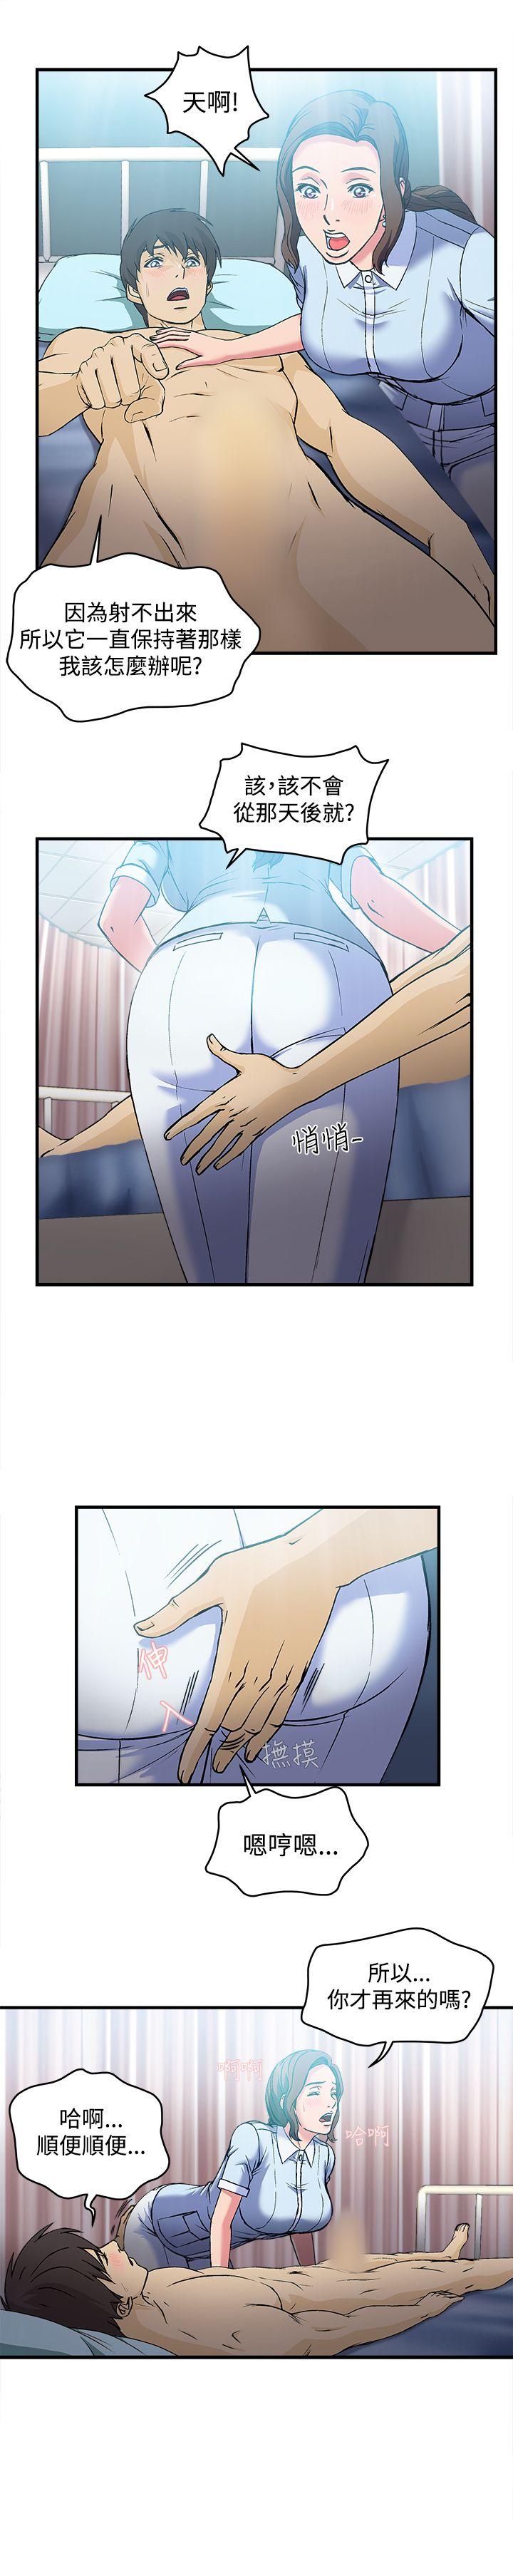 天啊!
因為射不出來
所以它一直保持著那樣
我該怎麼辦呢?
該,該不會
從那天後就?
悄悄-
伸
入
撫摸
嗯哼嗯...
所以...
你才再來的嗎?
啊啊
哈啊...
順便順便...
哈啊